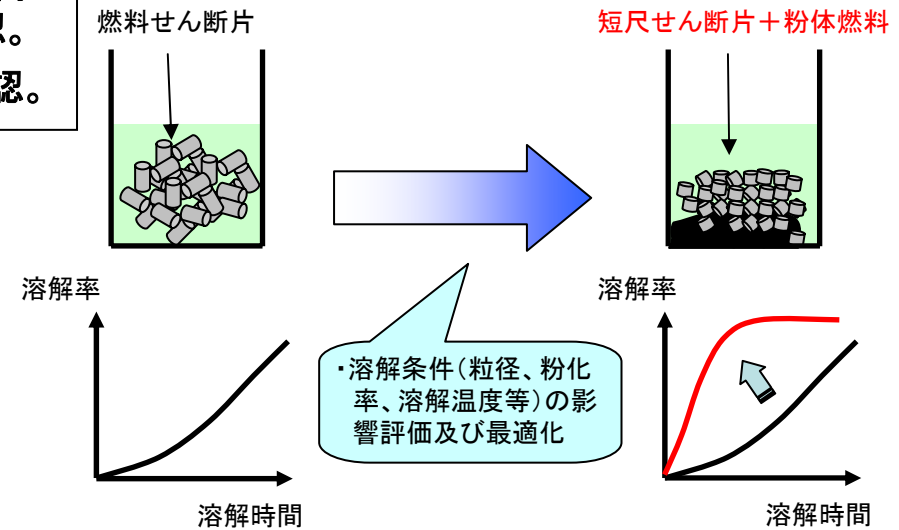 認。
燃料せん断片
短尺せん断片＋粉体燃料
溶解率
溶解率
・溶解条件（粒径、粉化
率、溶解温度等）の影
響評価及び最適化
溶解時間
溶解時間